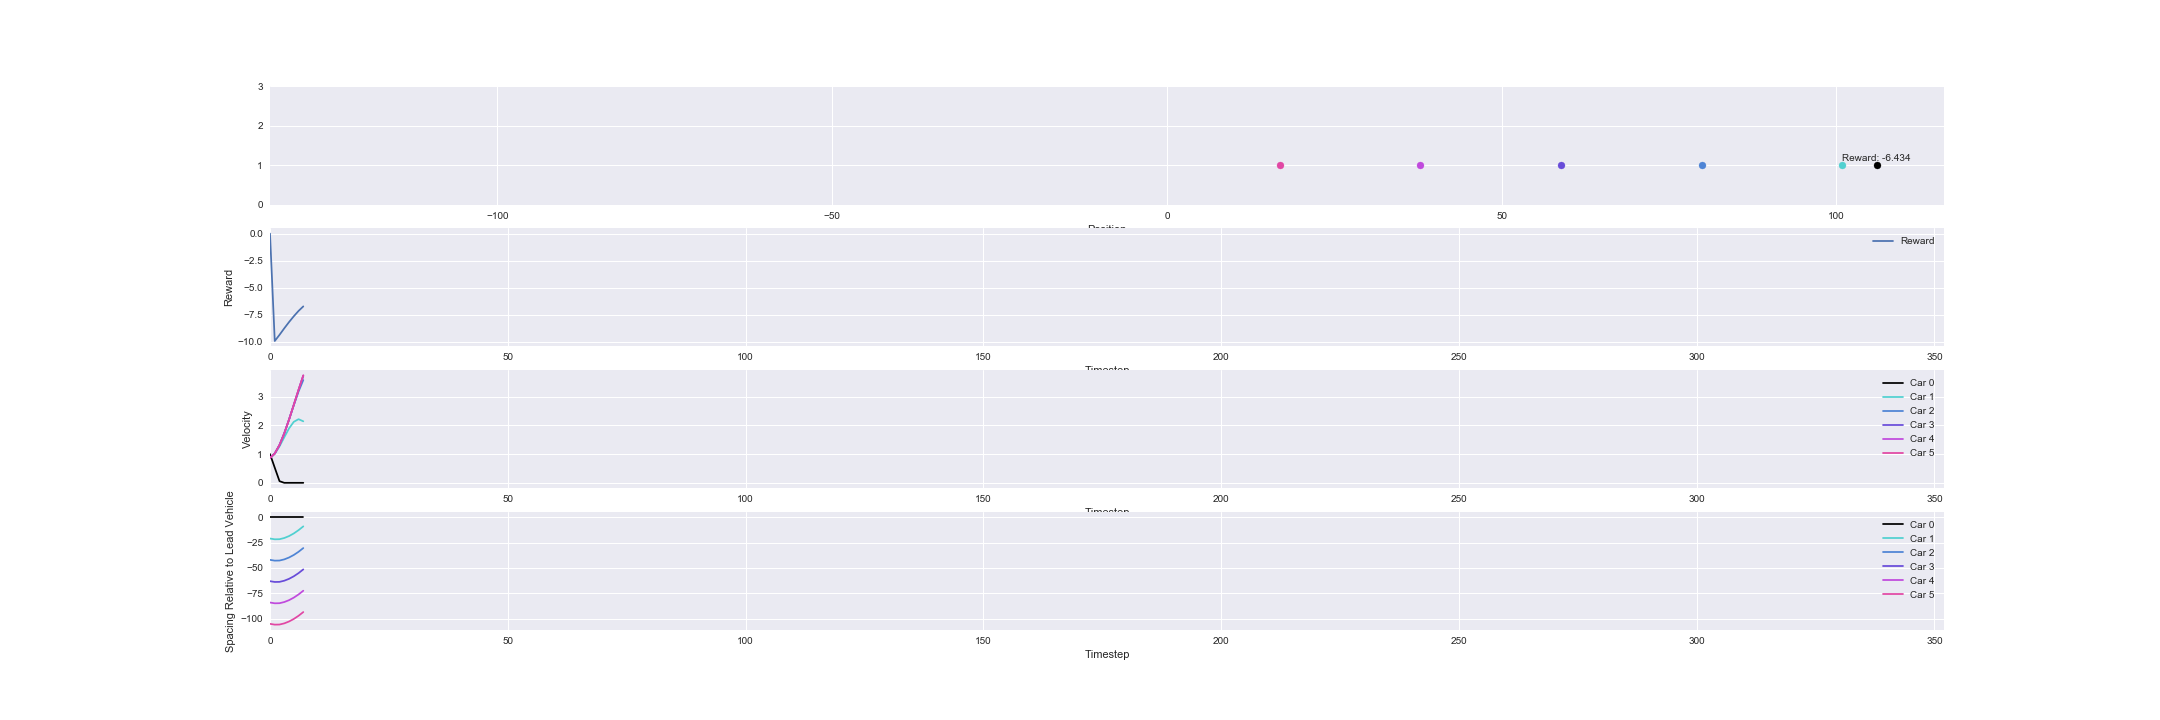 3
2
1
0
Reward: -6.434
−100 −50 0 50 100
Position
0.0
−2.5
−5.0
−7.5
−10.0
Reward
Reward
0 50 100 150 200 250 300 350
Timestep
3
2
1
0
Velocity
Car 0
Car 1
Car 2
Car 3
Car 4
Car 5
0 50 100 150 200 250 300 350
Timestep
0
−25
−50
−75
−100
Spacing Relative to Lead Vehicle
Car 0
Car 1
Car 2
Car 3
Car 4
Car 5
0 50 100 150 200 250 300 350
Timestep